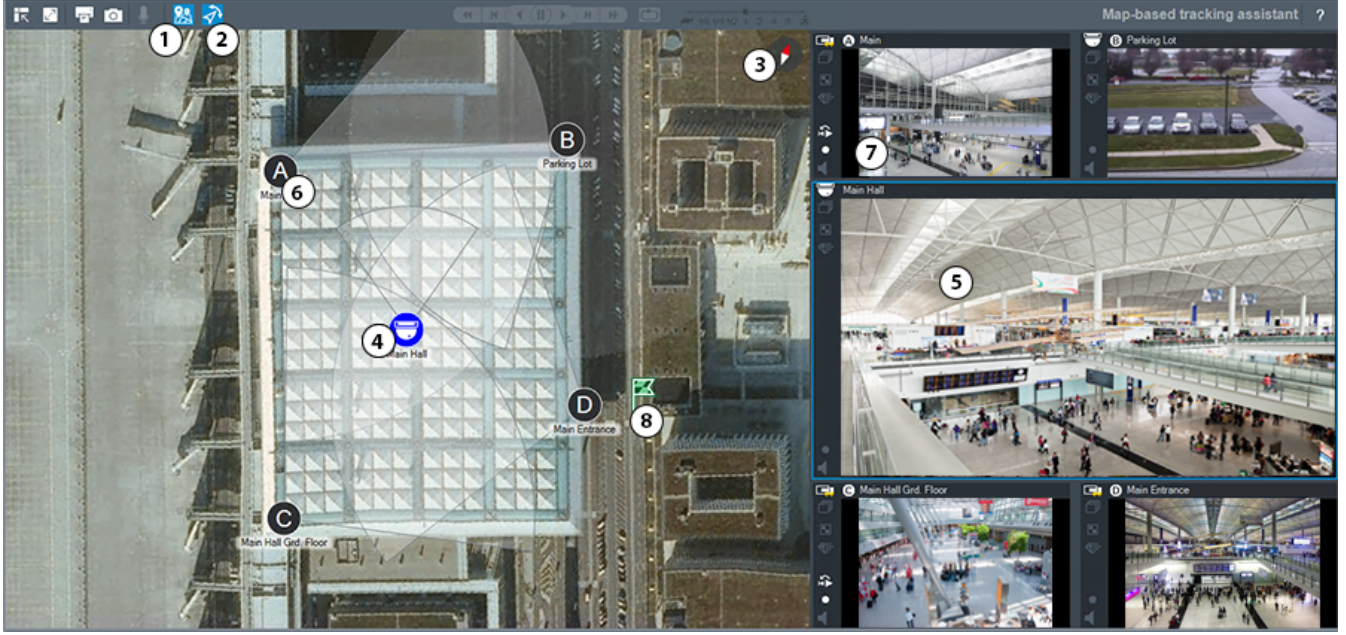 Map-based tracking assistant ?
1
2
3
A Main
B Parking Lot
B
Parking Lot
A
Main
6
7
Main Hall
5
4
Main Hall
D
Main Entrance
8
C
Main Hall Grd. Floor
C Main Hall Grd. Floor
D Main Entrance